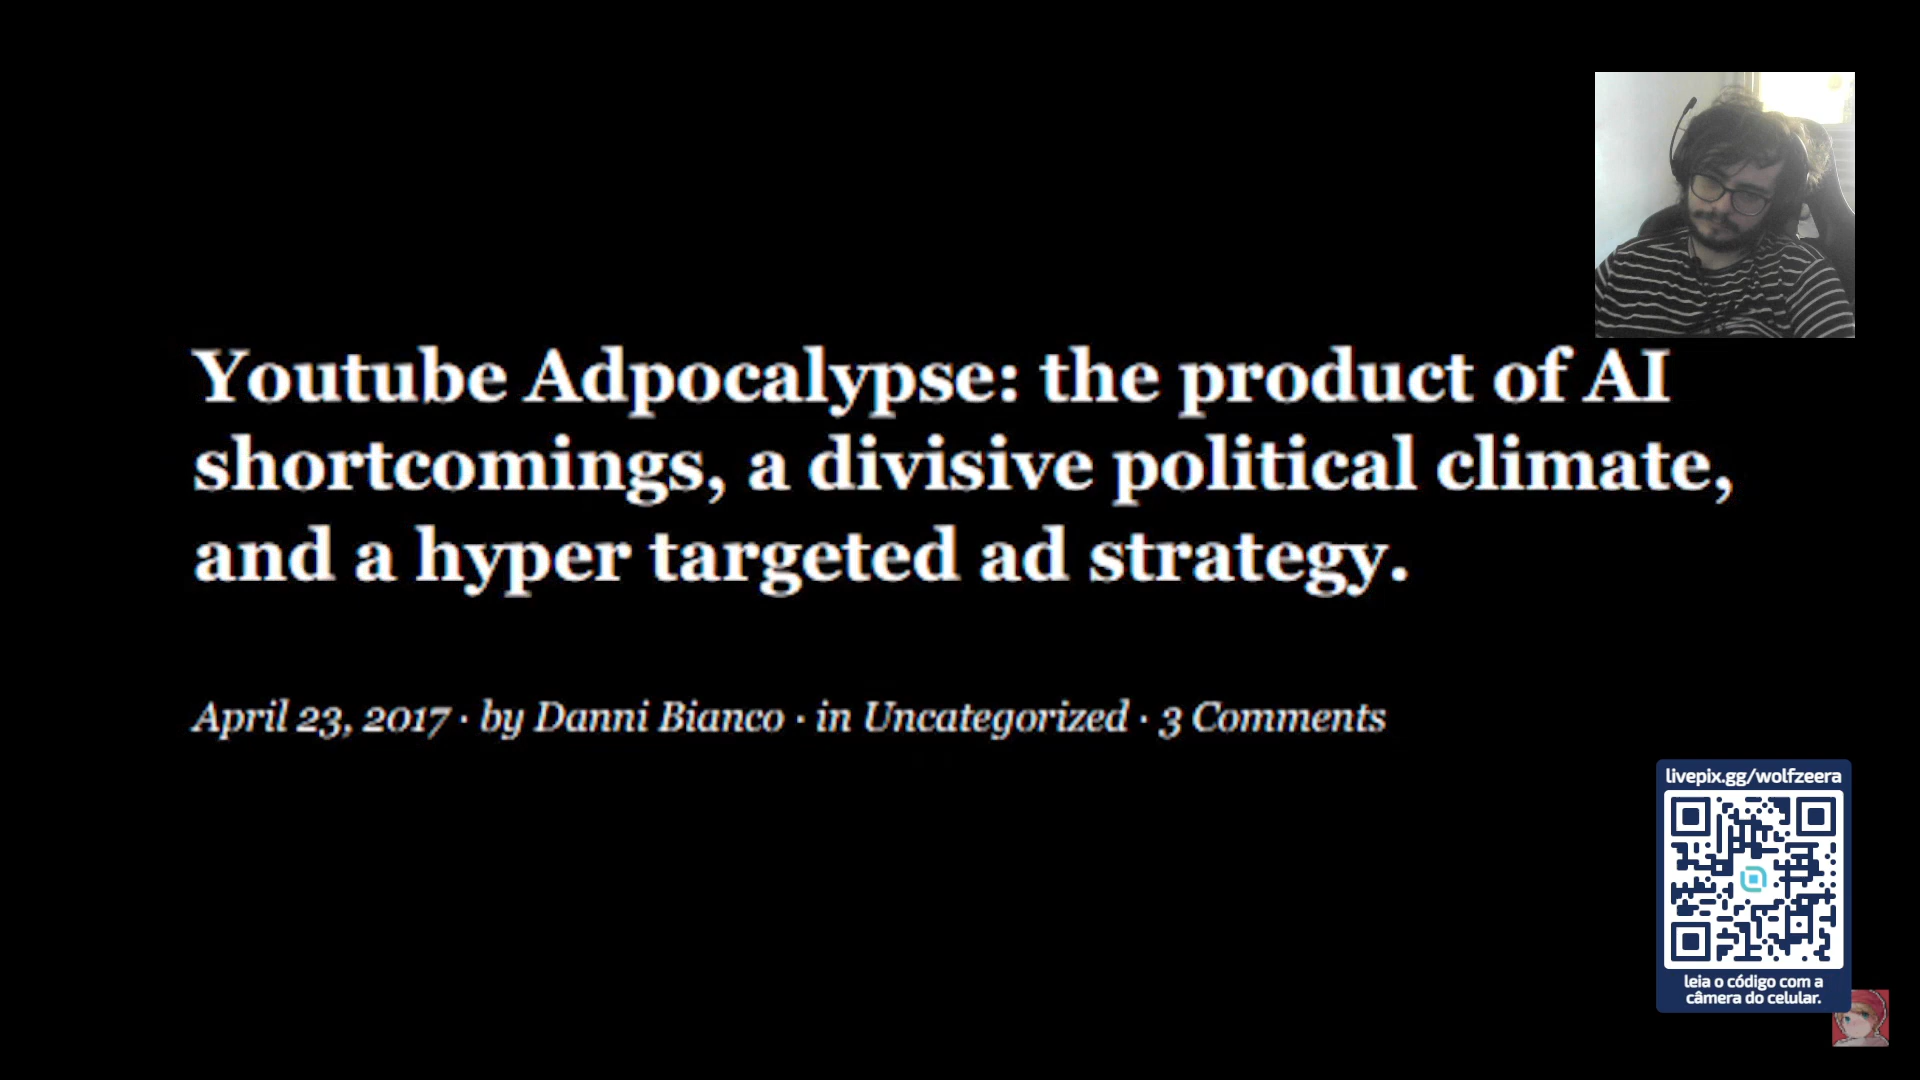 Youtube Adpocalypse: the product of AI
shortcomings, a divisive political climate,
and a hyper targeted ad strategy.
April 23, 2017 · by Danni Bianco · in Uncategorized · 3 Comments
livepix.gg/wolfzeera
leia o código com a
câmera do celular.